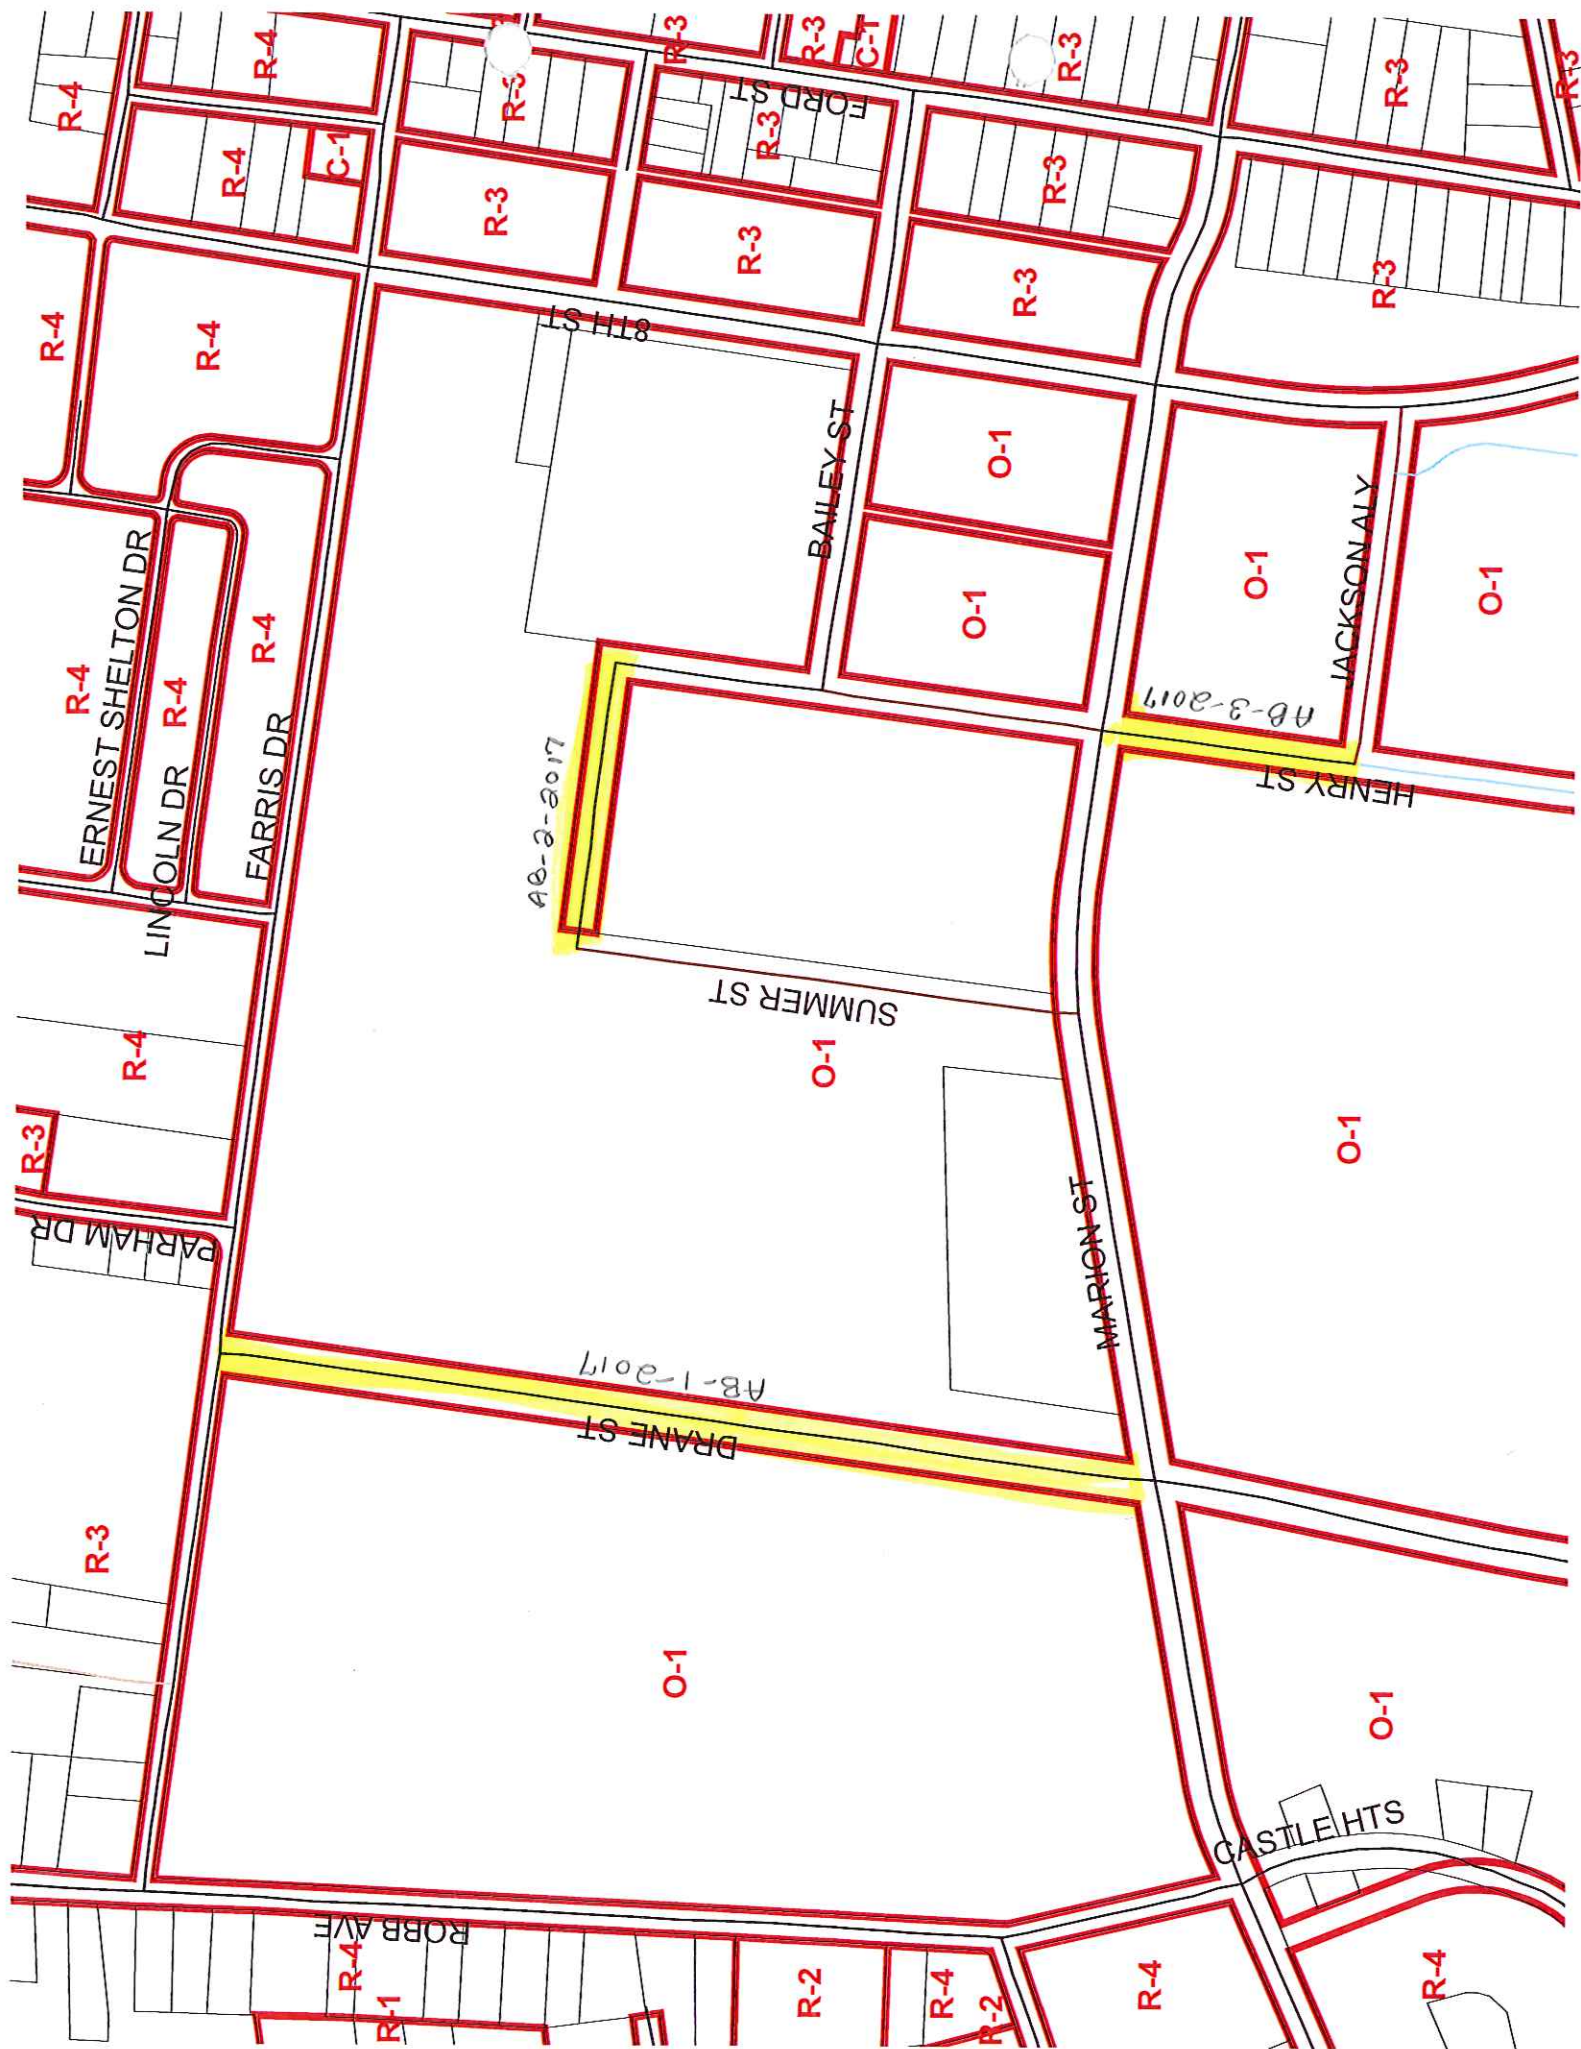 R-4
R-4
R-3
R-3
R-3
C-1
R-3
R-3
R-3
R-4
R-4
C-1
R-3
FORD ST
R-3
R-3
R-3
R-3
R-3
R-3
R-4
R-4
8TH ST
BAILEY ST
O-1
O-1
O-1
JACKSON ALY
O-1
ERNEST SHELTON DR
R-4
R-4
R-4
LINCOLN DR
FARRIS DR
AB-2-2017
AB-3-2017
HENRY ST
SUMMER ST
O-1
R-4
R-3
PARHAM DR
O-1
MARION ST
AB-1-2017
DRANE ST
R-3
O-1
O-1
CASTLE HTS
ROBB AVE
R-4
R-1
R-2
R-4
R-2
R-4
R-4